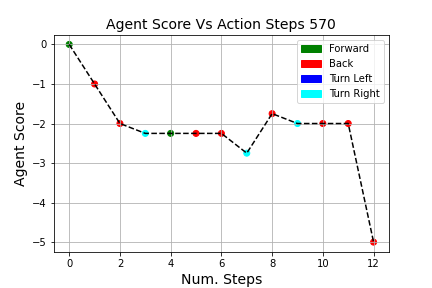 Agent Score Vs Action Steps 570
Forward
Back
Turn Left
Turn Right
Agent Score
0
−1
−2
−3
−4
−5
0 2 4 6 8 10 12
Num. Steps